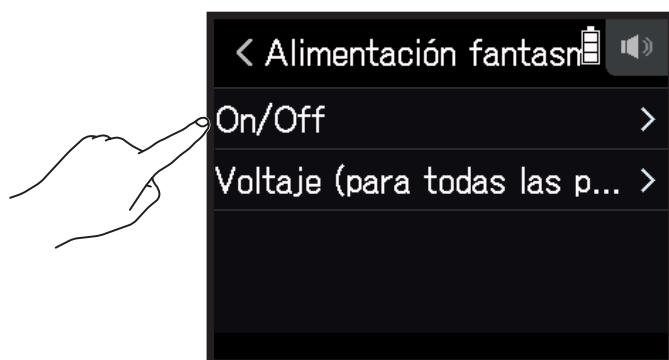 < Alimentación fantasm
On/Off >
Voltaje (para todas las p... >